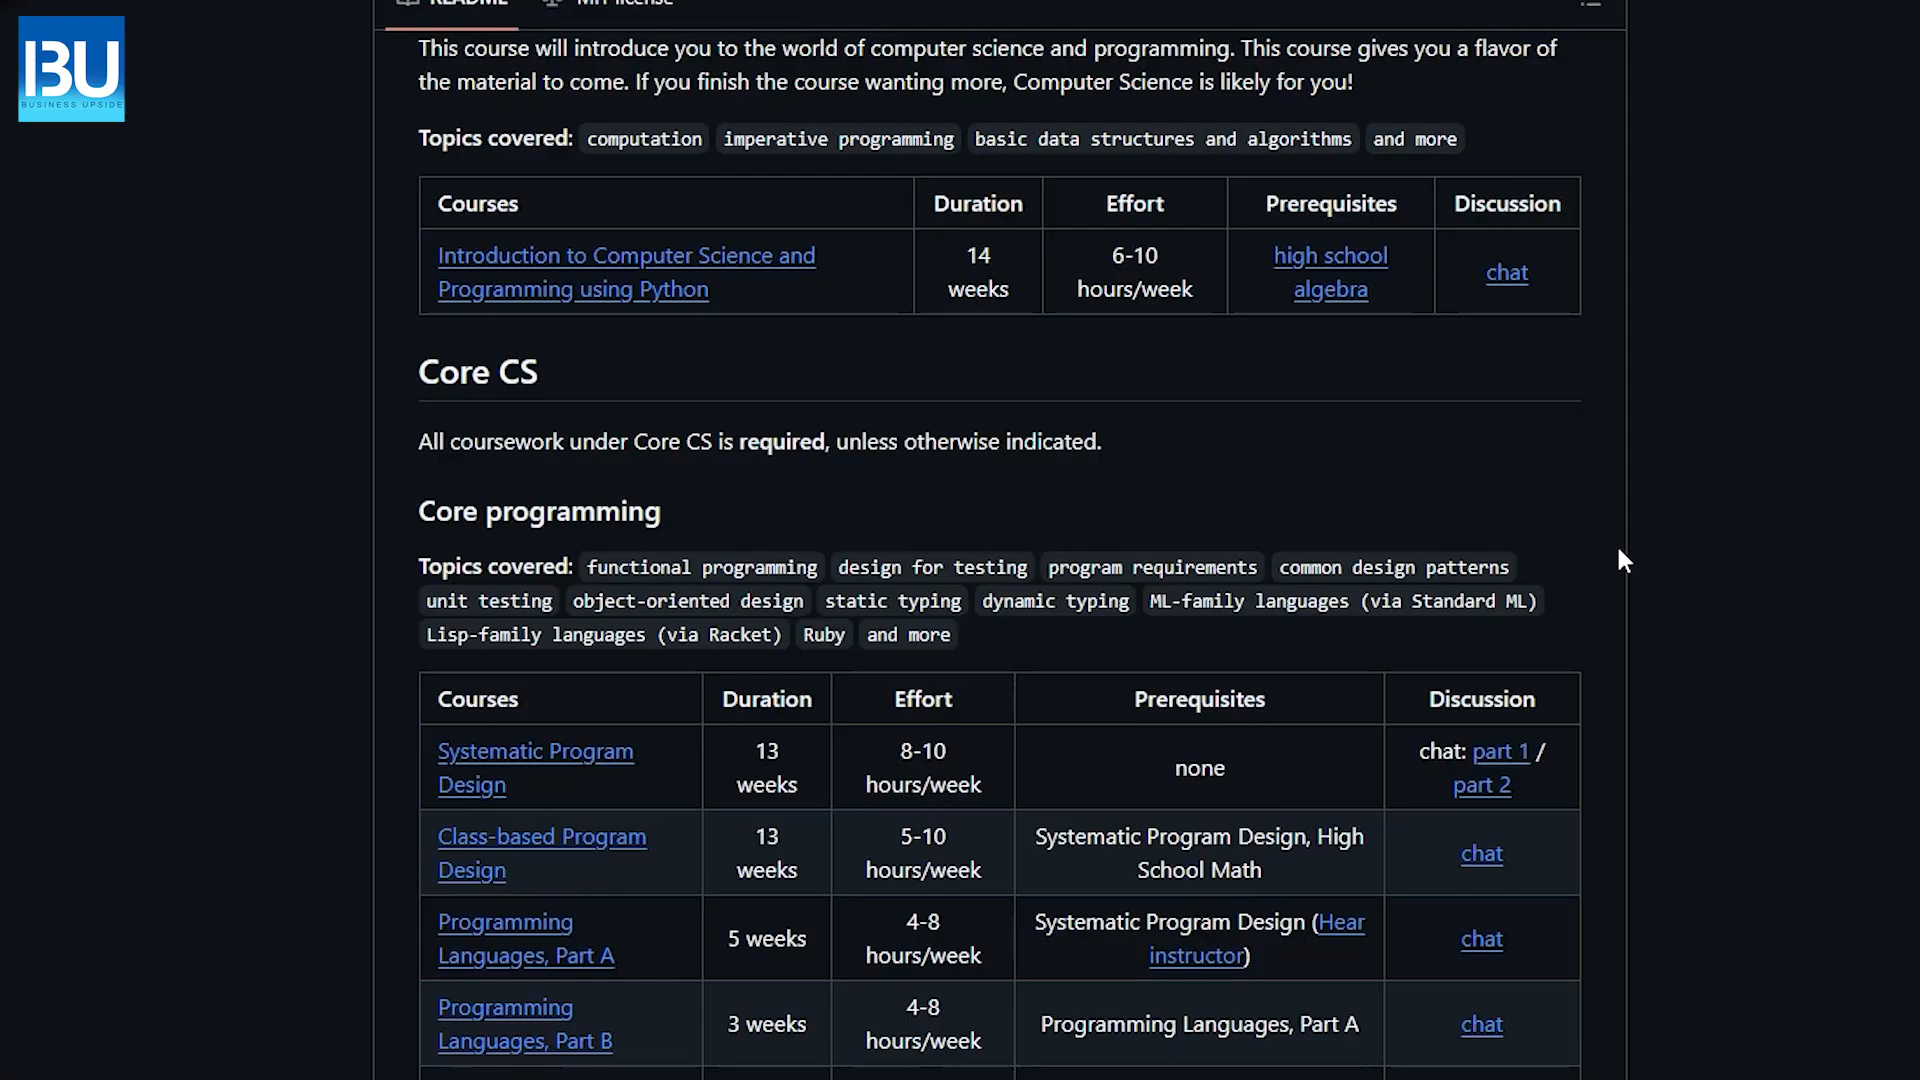 README MIT license
BU
BUSINESS UPSIDE
This course will introduce you to the world of computer science and programming. This course gives you a flavor of
the material to come. If you finish the course wanting more, Computer Science is likely for you!
Topics covered: computation imperative programming basic data structures and algorithms and more
Courses Duration Effort Prerequisites Discussion
Introduction to Computer Science and
Programming using Python
14
weeks
6-10
hours/week
high school
algebra
chat
Core CS
All coursework under Core CS is required, unless otherwise indicated.
Core programming
Topics covered: functional programming design for testing program requirements common design patterns
unit testing object-oriented design static typing dynamic typing ML-family languages (via Standard ML)
Lisp-family languages (via Racket) Ruby and more
Courses Duration Effort Prerequisites Discussion
Systematic Program
Design
13
weeks
8-10
hours/week
none
chat: part 1 /
part 2
Class-based Program
Design
13
weeks
5-10
hours/week
Systematic Program Design, High
School Math
chat
Programming
Languages, Part A
5 weeks
4-8
hours/week
Systematic Program Design (Hear
instructor)
chat
Programming
Languages, Part B
3 weeks
4-8
hours/week
Programming Languages, Part A
chat